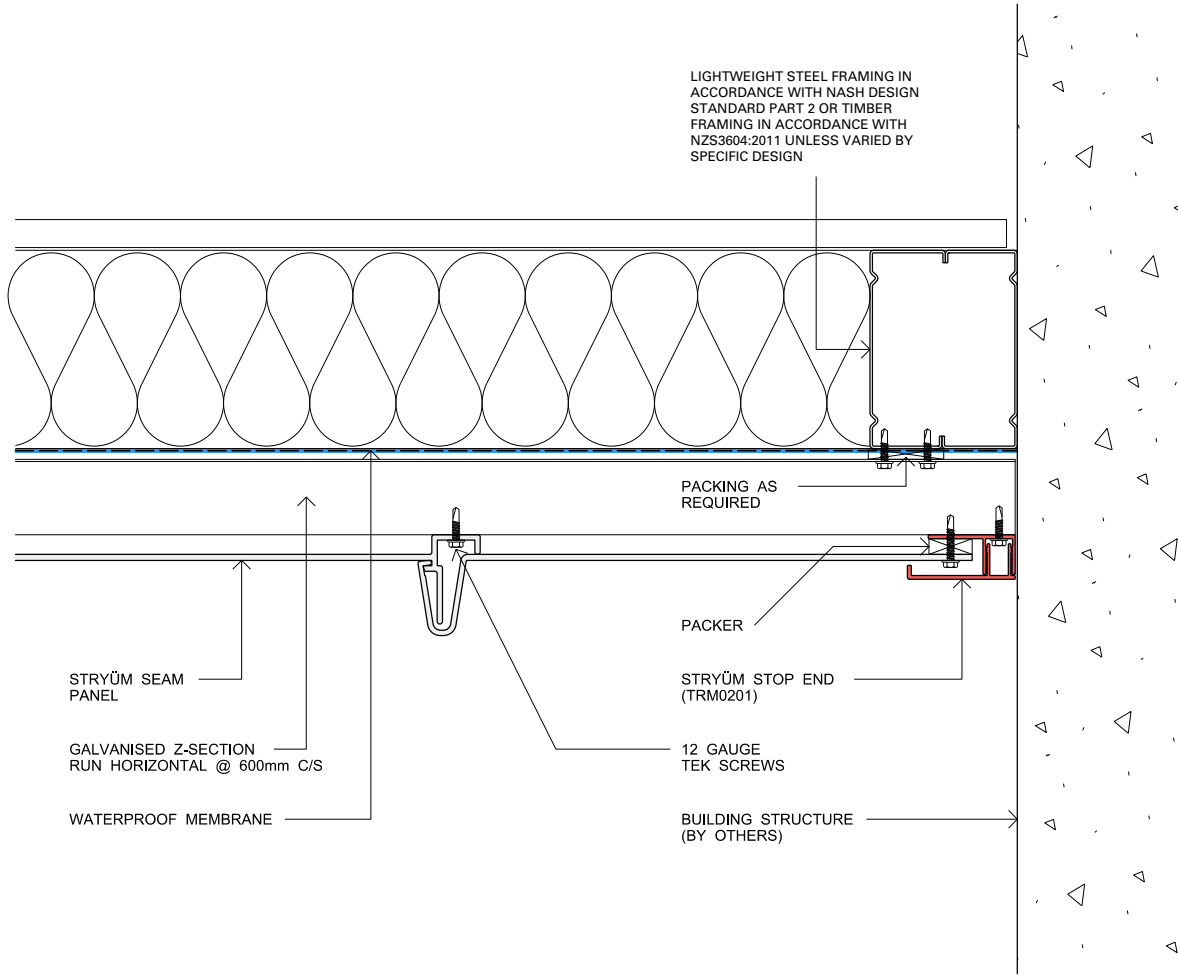 LIGHTWEIGHT STEEL FRAMING IN
ACCORDANCE WITH NASH DESIGN
STANDARD PART 2 OR TIMBER
FRAMING IN ACCORDANCE WITH
NZS3604:2011 UNLESS VARIED BY
SPECIFIC DESIGN
PACKING AS
REQUIRED
PACKER
STRYÜM SEAM
PANEL
STRYÜM STOP END
(TRM0201)
GALVANISED Z-SECTION
RUN HORIZONTAL @ 600mm C/S
12 GAUGE
TEK SCREWS
WATERPROOF MEMBRANE
BUILDING STRUCTURE
(BY OTHERS)